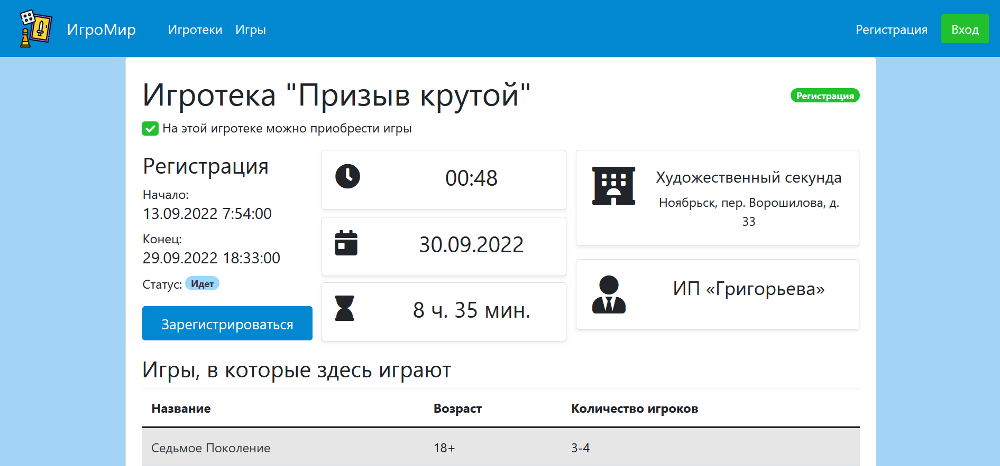 ИгроМир
Игротеки
Игры
Регистрация
Вход
Игротека "Призыв крутой"
Регистрация
На этой игротеке можно приобрести игры
Регистрация
Начало:
13.09.2022 7:54:00
Конец:
29.09.2022 18:33:00
Статус: Идет
Зарегистрироваться
00:48
30.09.2022
8 ч. 35 мин.
Художественный секунда
Ноябрьск, пер. Ворошилова, д.
33
ИП «Григорьева»
Игры, в которые здесь играют
Название Возраст Количество игроков
Седьмое Поколение 18+ 3-4